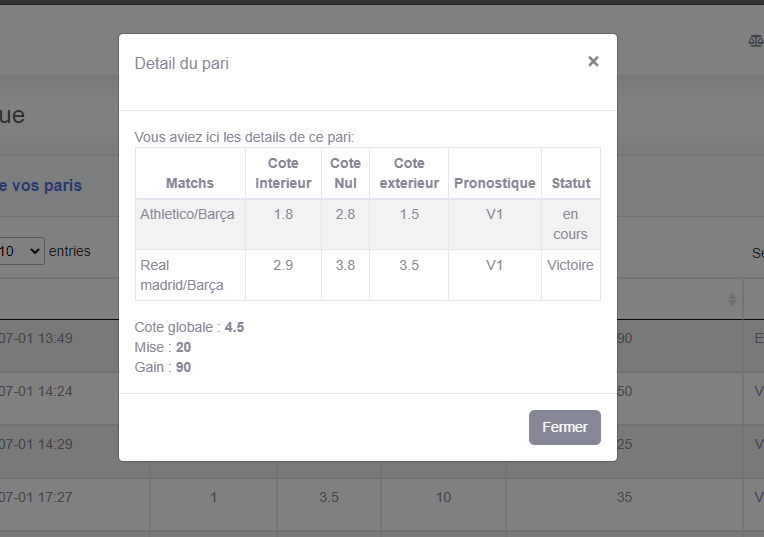 Detail du pari ×
ue
Vous aviez ici les details de ce pari:
Matchs Cote Interieur Cote Nul Cote exterieur Pronostique Statut
e vos paris
Athletico/Barça 1.8 2.8 1.5 V1 en cours
10 entries
Real madrid/Barça 2.9 3.8 3.5 V1 Victoire
Cote globale : 4.5
Mise : 20
Gain : 90
07-01 13:49 90
07-01 14:24 50
Fermer
07-01 14:29 25
07-01 17:27 1 3.5 10 35